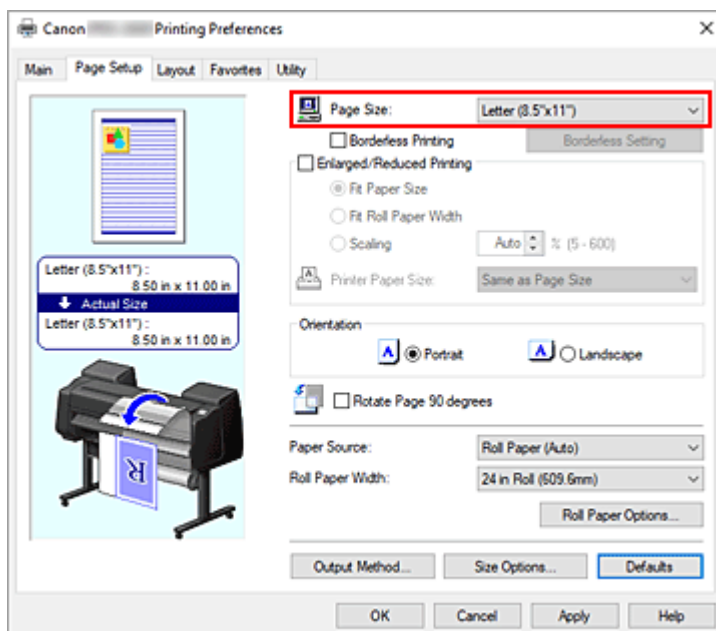 Canon Printing Preferences
Main Page Setup Layout Favorites Utility
Page Size: Letter (8.5"x11")
Borderless Printing Borderless Setting
Enlarged/Reduced Printing
Fit Paper Size
Fit Roll Paper Width
Scaling Auto % (5 - 600)
Printer Paper Size: Same as Page Size
Letter (8.5"x11") :
8.50 in x 11.00 in
Actual Size
Letter (8.5"x11") :
8.50 in x 11.00 in
Orientation
A Portrait A Landscape
Rotate Page 90 degrees
R
Paper Source: Roll Paper (Auto)
Roll Paper Width: 24 in Roll (609.6mm)
Roll Paper Options...
Output Method... Size Options... Defaults
OK Cancel Apply Help